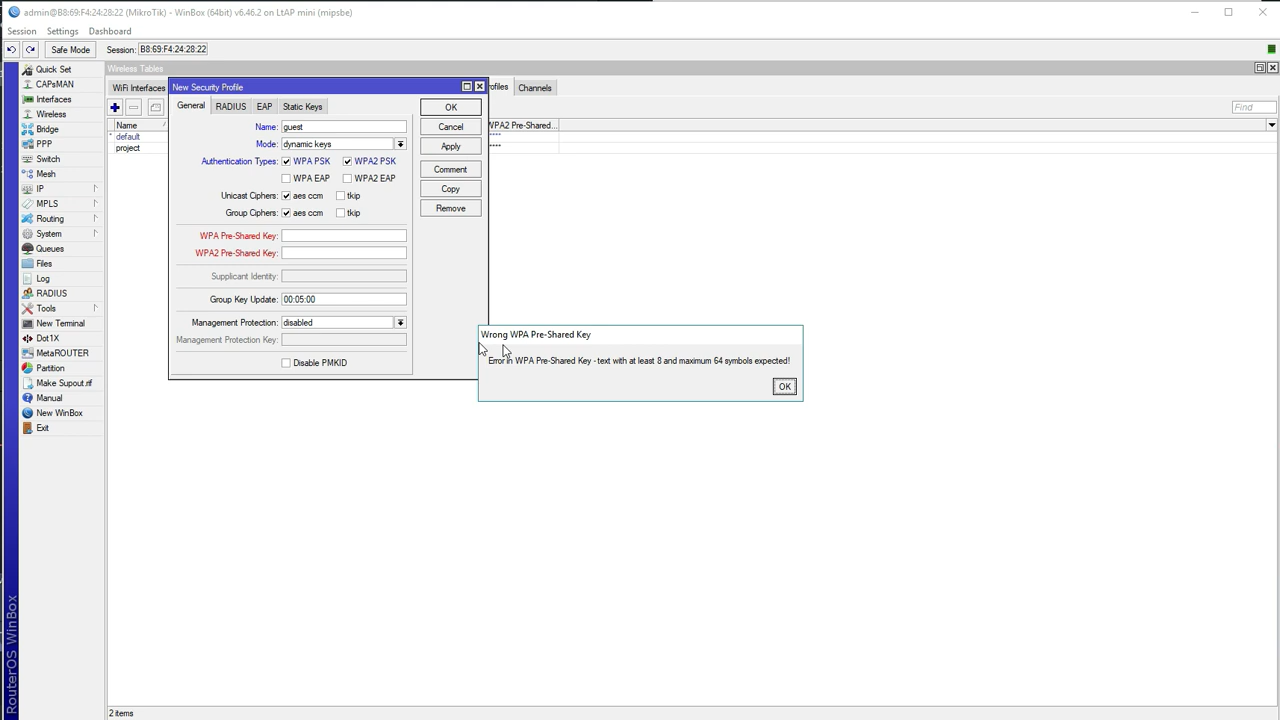 admin@B8:69:F4:24:28:22 (MikroTik) - WinBox (64bit) v6.46.2 on LtAP mini (mipsbe)
Session Settings Dashboard
Safe Mode Session: B8:69:F4:24:28:22
Quick Set
CAPsMAN
Interfaces
Wireless
Bridge
PPP
Switch
Mesh
IP
MPLS
Routing
System
Queues
Files
Log
RADIUS
Tools
New Terminal
Dot1X
MetaROUTER
Partition
Make Supout.rif
Manual
New WinBox
Exit
RouterOS WinBox
Wireless Tables
WiFi Interfaces rofiles Channels
Find
Name / WPA2 Pre-Shared...
* default ****
project ****
2 items
New Security Profile
General RADIUS EAP Static Keys
Name: guest
Mode: dynamic keys
Authentication Types: WPA PSK WPA2 PSK
WPA EAP WPA2 EAP
Unicast Ciphers: aes ccm tkip
Group Ciphers: aes ccm tkip
WPA Pre-Shared Key:
WPA2 Pre-Shared Key:
Supplicant Identity:
Group Key Update: 00:05:00
Management Protection: disabled
Management Protection Key:
Disable PMKID
OK
Cancel
Apply
Comment
Copy
Remove
Wrong WPA Pre-Shared Key
Error in WPA Pre-Shared Key - text with at least 8 and maximum 64 symbols expected!
OK